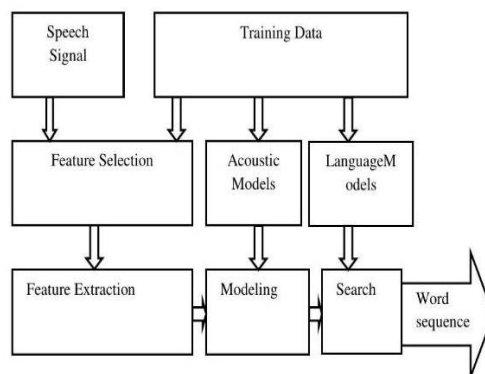 Speech
Signal
Training Data
Feature Selection
Acoustic
Models
LanguageM
odels
Feature Extraction
Modeling
Search
Word
sequence